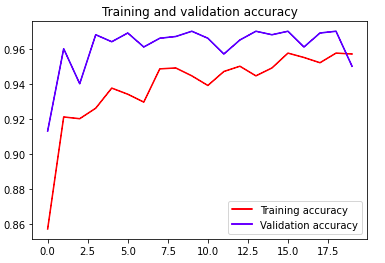 Training and validation accuracy
0.96
0.94
0.92
0.90
0.88
0.86
0.0 2.5 5.0 7.5 10.0 12.5 15.0 17.5
Training accuracy
Validation accuracy